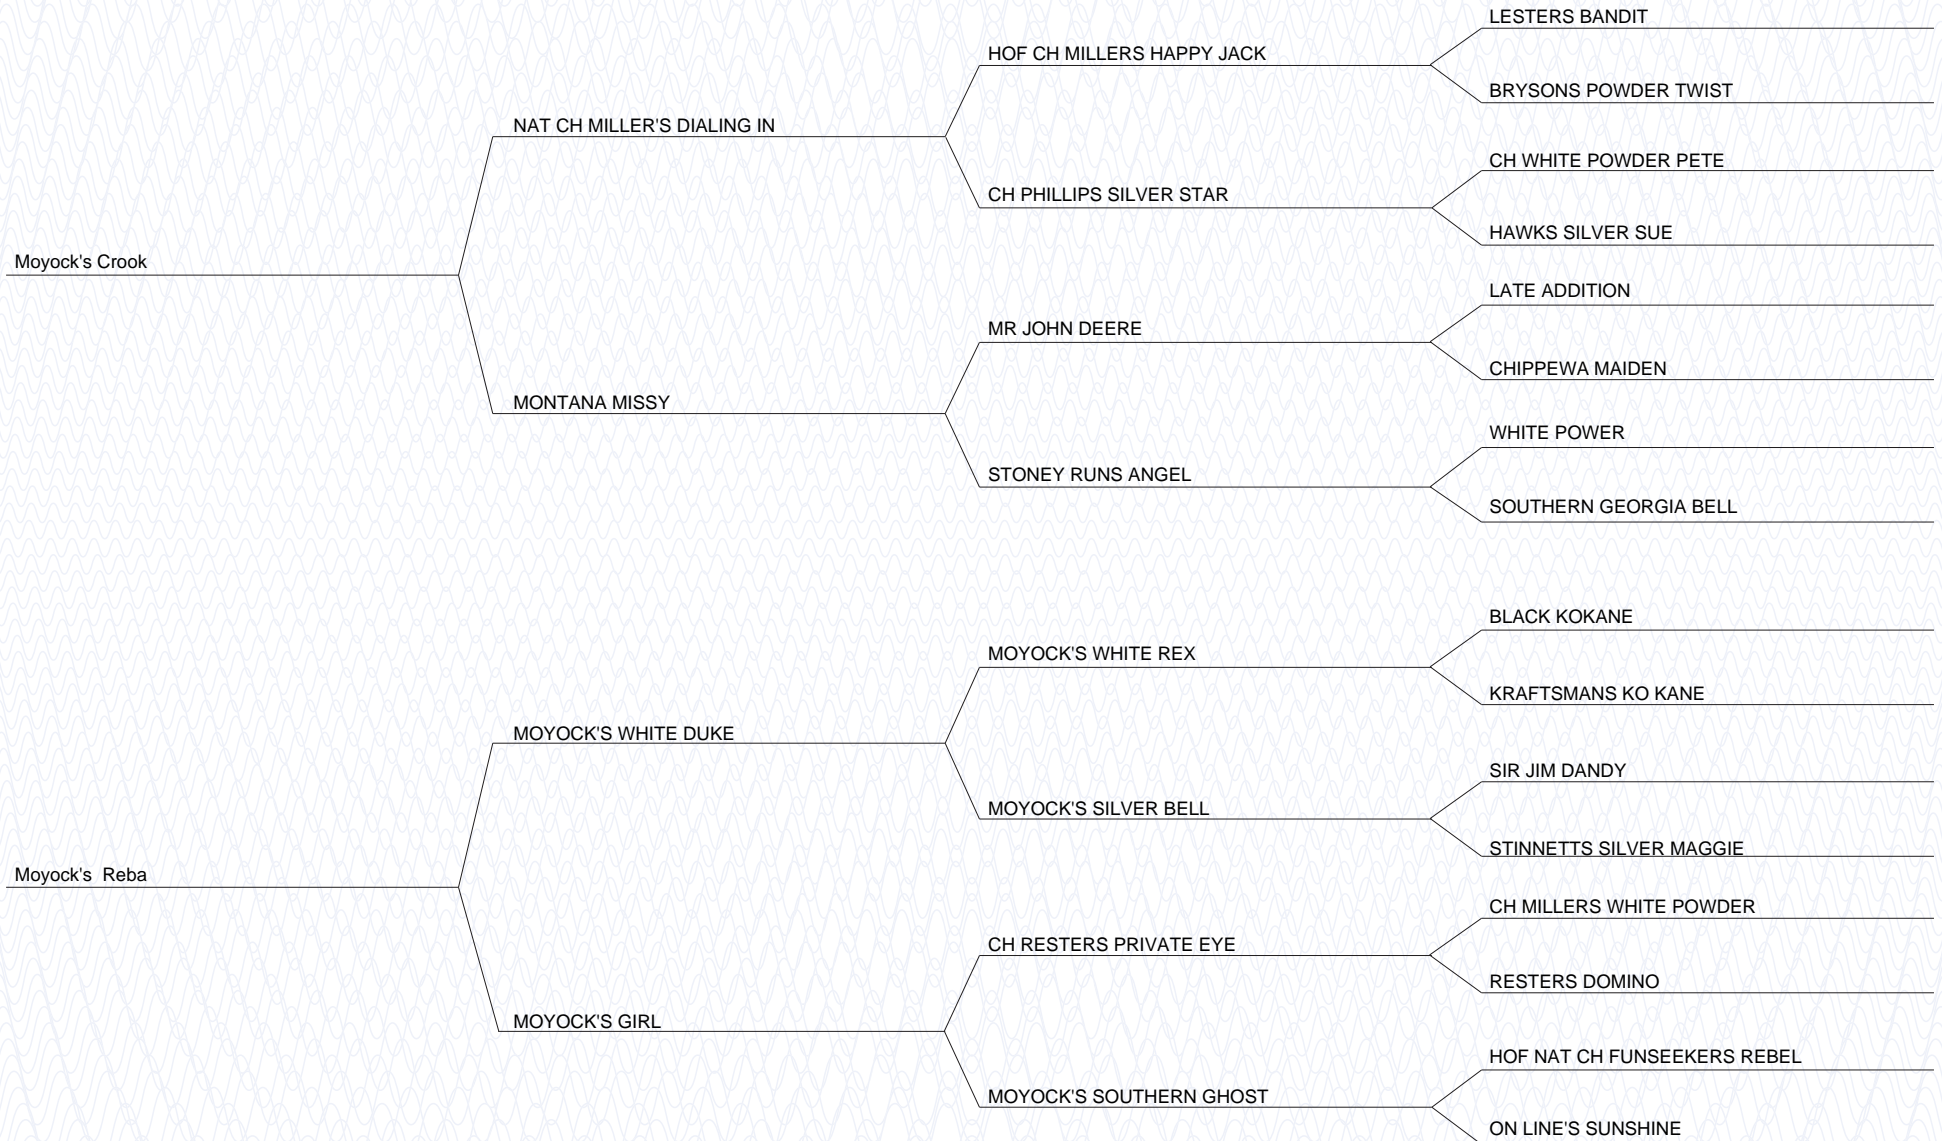 LESTERS BANDIT
HOF CH MILLERS HAPPY JACK
BRYSONS POWDER TWIST
NAT CH MILLER'S DIALING IN
CH WHITE POWDER PETE
CH PHILLIPS SILVER STAR
HAWKS SILVER SUE
Moyock's Crook
LATE ADDITION
MR JOHN DEERE
CHIPPEWA MAIDEN
MONTANA MISSY
WHITE POWER
STONEY RUNS ANGEL
SOUTHERN GEORGIA BELL
BLACK KOKANE
MOYOCK'S WHITE REX
KRAFTSMANS KO KANE
MOYOCK'S WHITE DUKE
SIR JIM DANDY
MOYOCK'S SILVER BELL
STINNETTS SILVER MAGGIE
Moyock's  Reba
CH MILLERS WHITE POWDER
CH RESTERS PRIVATE EYE
RESTERS DOMINO
MOYOCK'S GIRL
HOF NAT CH FUNSEEKERS REBEL
MOYOCK'S SOUTHERN GHOST
ON LINE'S SUNSHINE